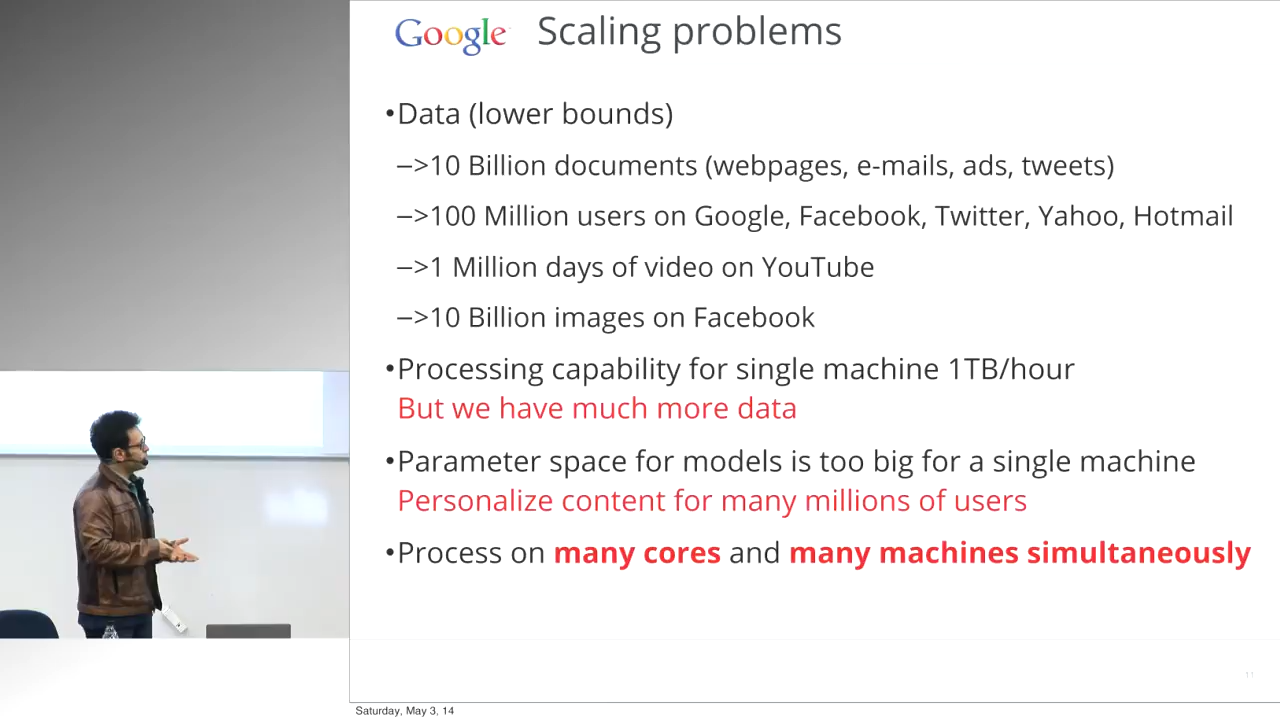 Google Scaling problems
•Data (lower bounds)
–>10 Billion documents (webpages, e-mails, ads, tweets)
–>100 Million users on Google, Facebook, Twitter, Yahoo, Hotmail
–>1 Million days of video on YouTube
–>10 Billion images on Facebook
•Processing capability for single machine 1TB/hour
But we have much more data
•Parameter space for models is too big for a single machine
Personalize content for many millions of users
•Process on many cores and many machines simultaneously
11
Saturday, May 3, 14